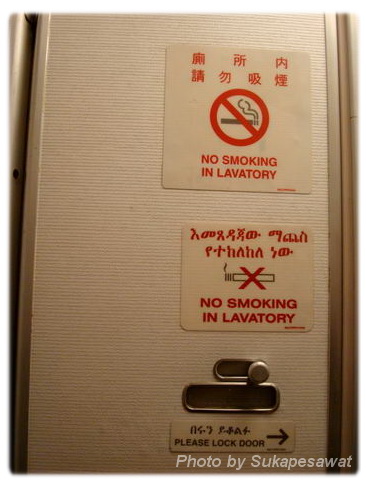 廁所內
請勿吸煙
NO SMOKING
IN LAVATORY
እመጸዳጃው ማጨስ
የተከለከለ ነው
NO SMOKING
IN LAVATORY
በሩን ይቆልፉ
PLEASE LOCK DOOR
Photo by Sukapesawat